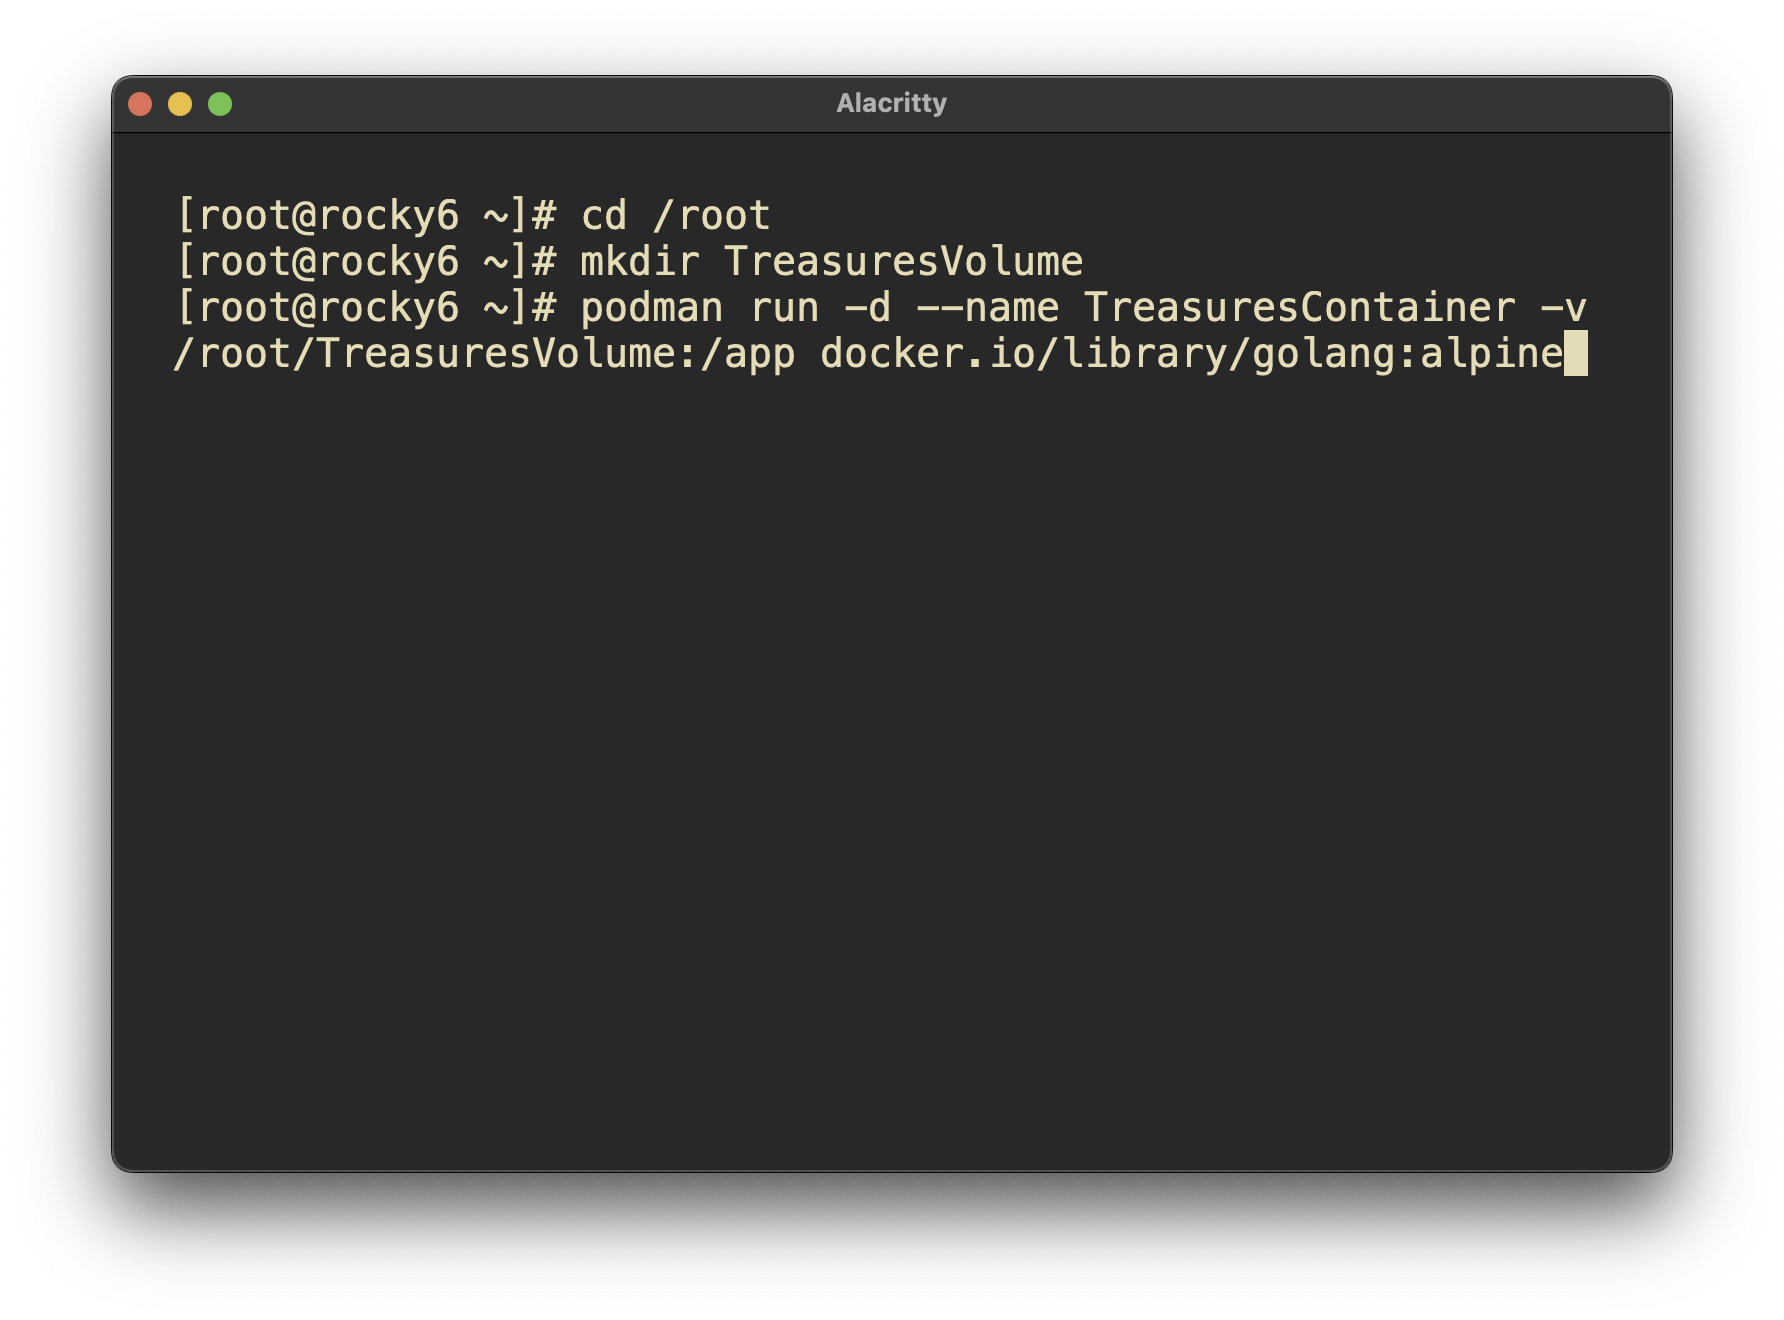 Alacritty
[root@rocky6 ~]# cd /root
[root@rocky6 ~]# mkdir TreasuresVolume
[root@rocky6 ~]# podman run -d --name TreasuresContainer -v
/root/TreasuresVolume:/app docker.io/library/golang:alpine